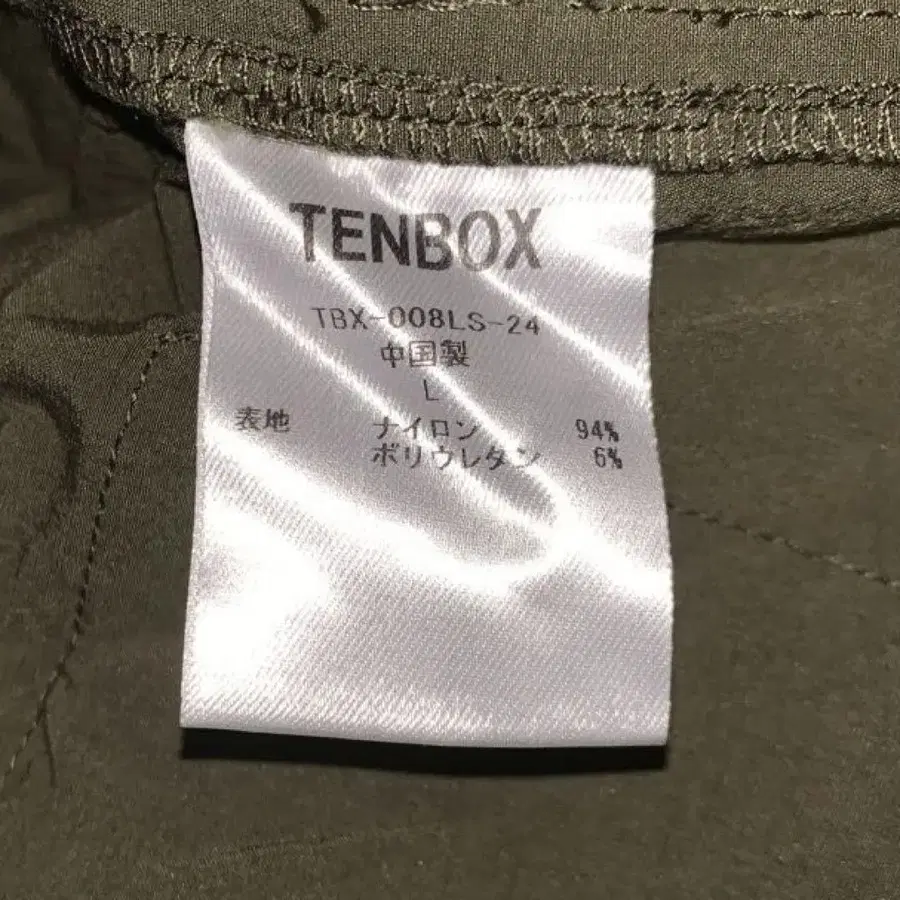 TENBOX
TBX-008LS-24
中国製
L
表地 ナイロン 94%
ポリウレタン 6%